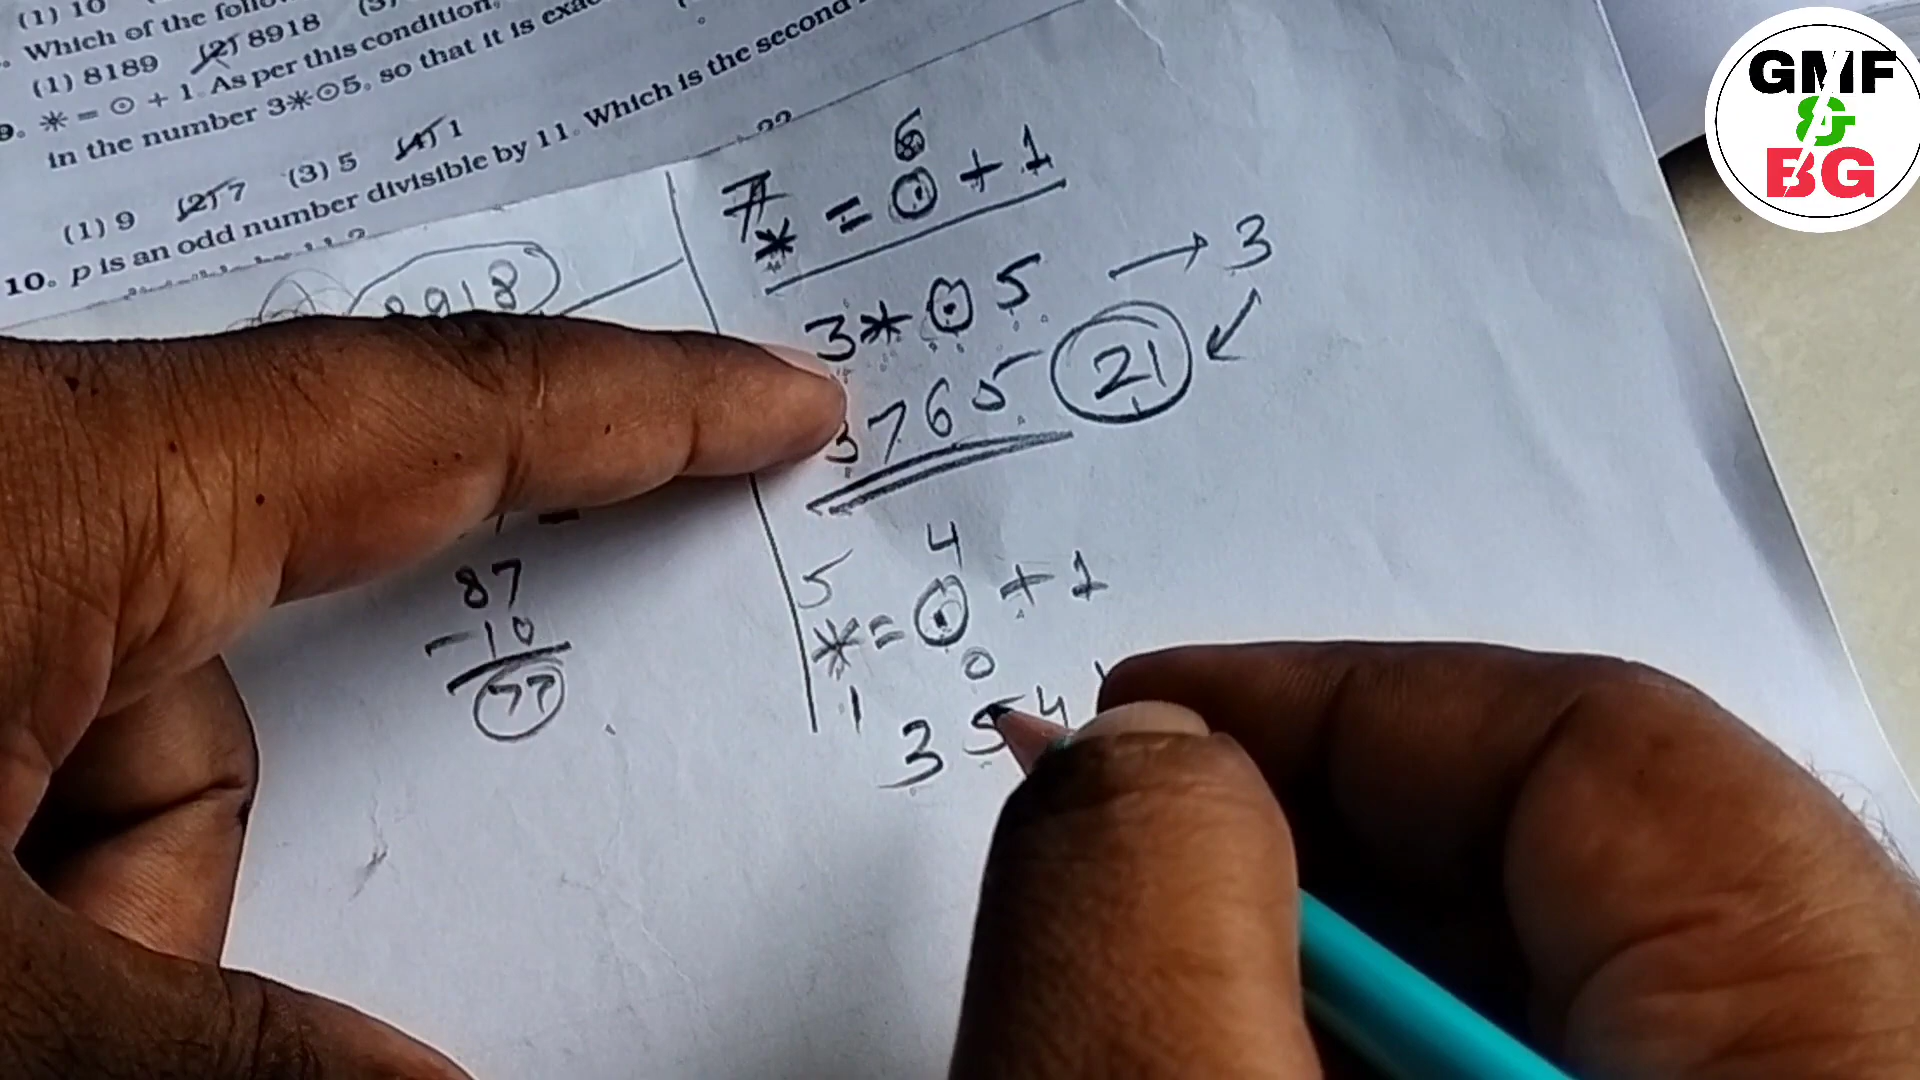 (1) 10
Which of the follo
(1) 8189 (2) 8918
9. * = ⊙ + 1. As per this condition,
in the number 3*⊙5, so that it is exa
(1) 9 (2) 7 (3) 5 (4) 1
10. p is an odd number divisible by 11. Which is the second
8918
87
- 10
77
7 6
* = ⊙ + 1
3 * ⊙ 5 → 3
3765 21
5 4
* = ⊙ + 1
1 0
3 5 4
GMF
&
BG